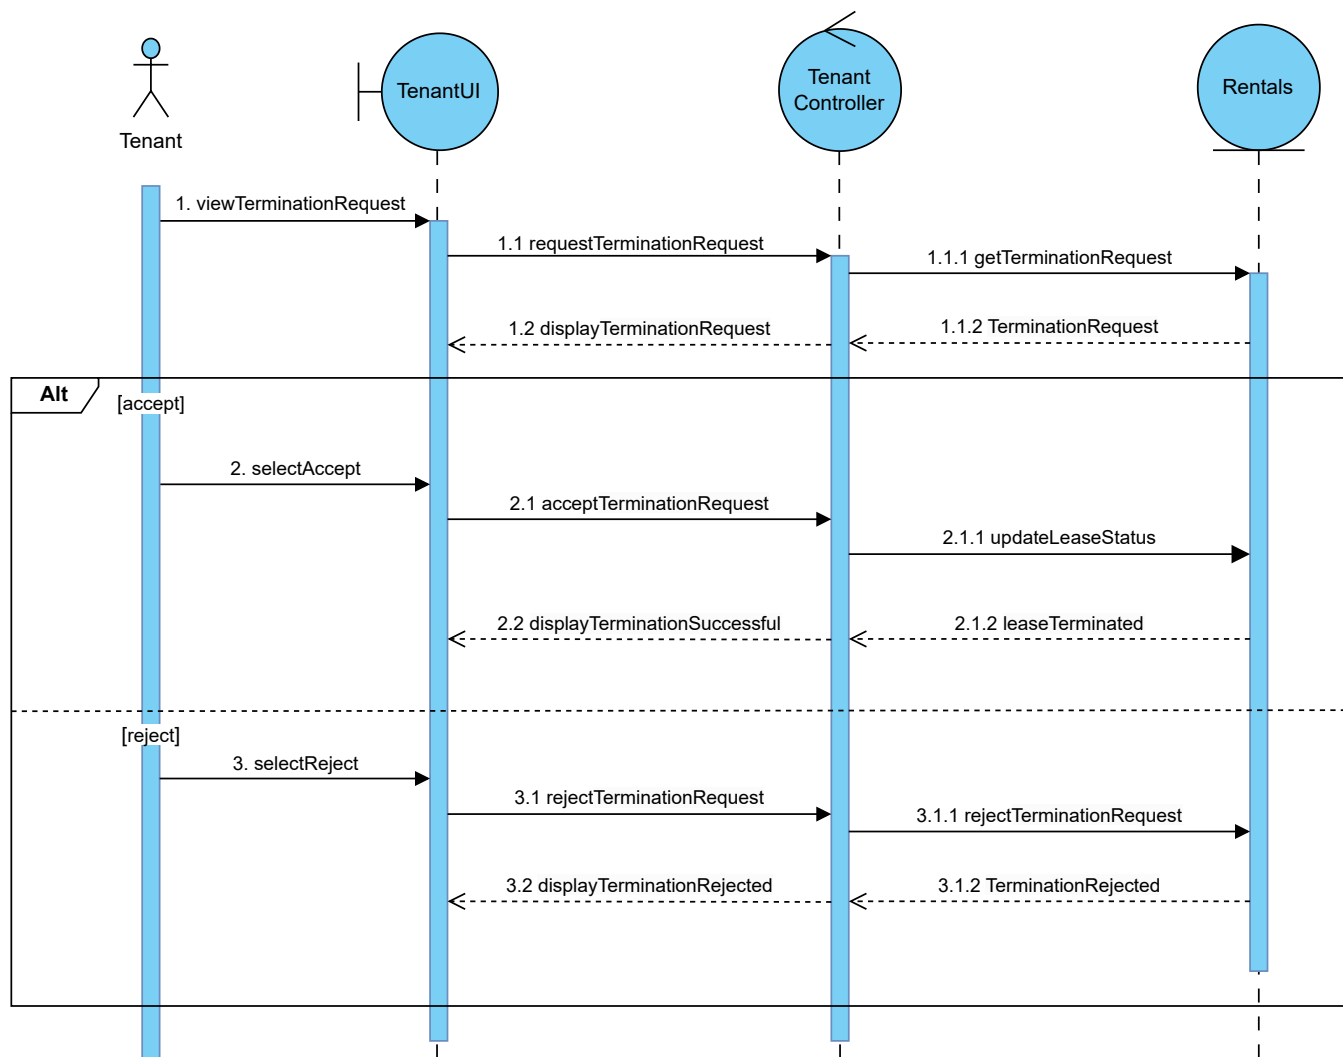 Tenant
TenantUI
Tenant
Controller
Rentals
1. viewTerminationRequest
1.1 requestTerminationRequest
1.1.1 getTerminationRequest
1.2 displayTerminationRequest
1.1.2 TerminationRequest
Alt
[accept]
2. selectAccept
2.1 acceptTerminationRequest
2.1.1 updateLeaseStatus
2.2 displayTerminationSuccessful
2.1.2 leaseTerminated
[reject]
3. selectReject
3.1 rejectTerminationRequest
3.1.1 rejectTerminationRequest
3.2 displayTerminationRejected
3.1.2 TerminationRejected